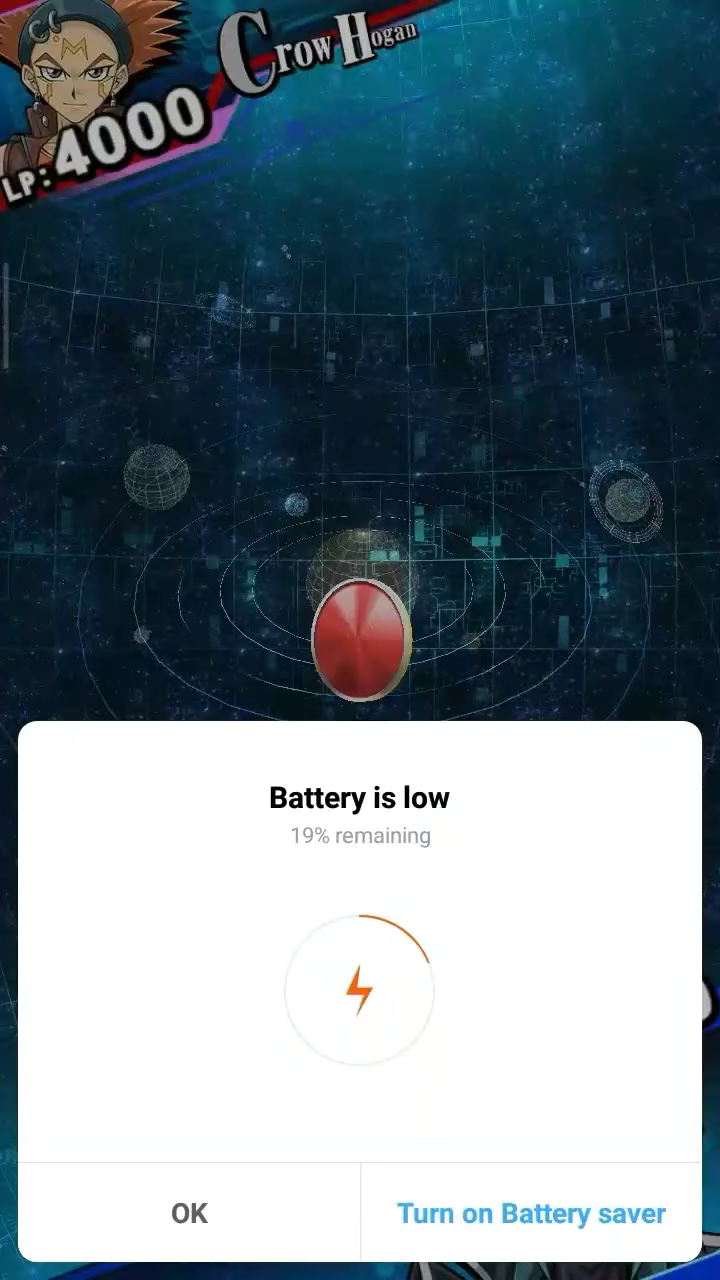 Crow Hogan
LP: 4000
Battery is low
19% remaining
OK
Turn on Battery saver